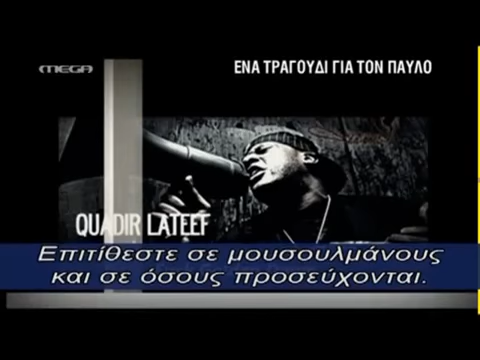 MEGA
ΕΝΑ ΤΡΑΓΟΥΔΙ ΓΙΑ ΤΟΝ ΠΑΥΛΟ
QUADIR LATEEF
Επιτίθεστε σε μουσουλμάνους
και σε όσους προσεύχονται.